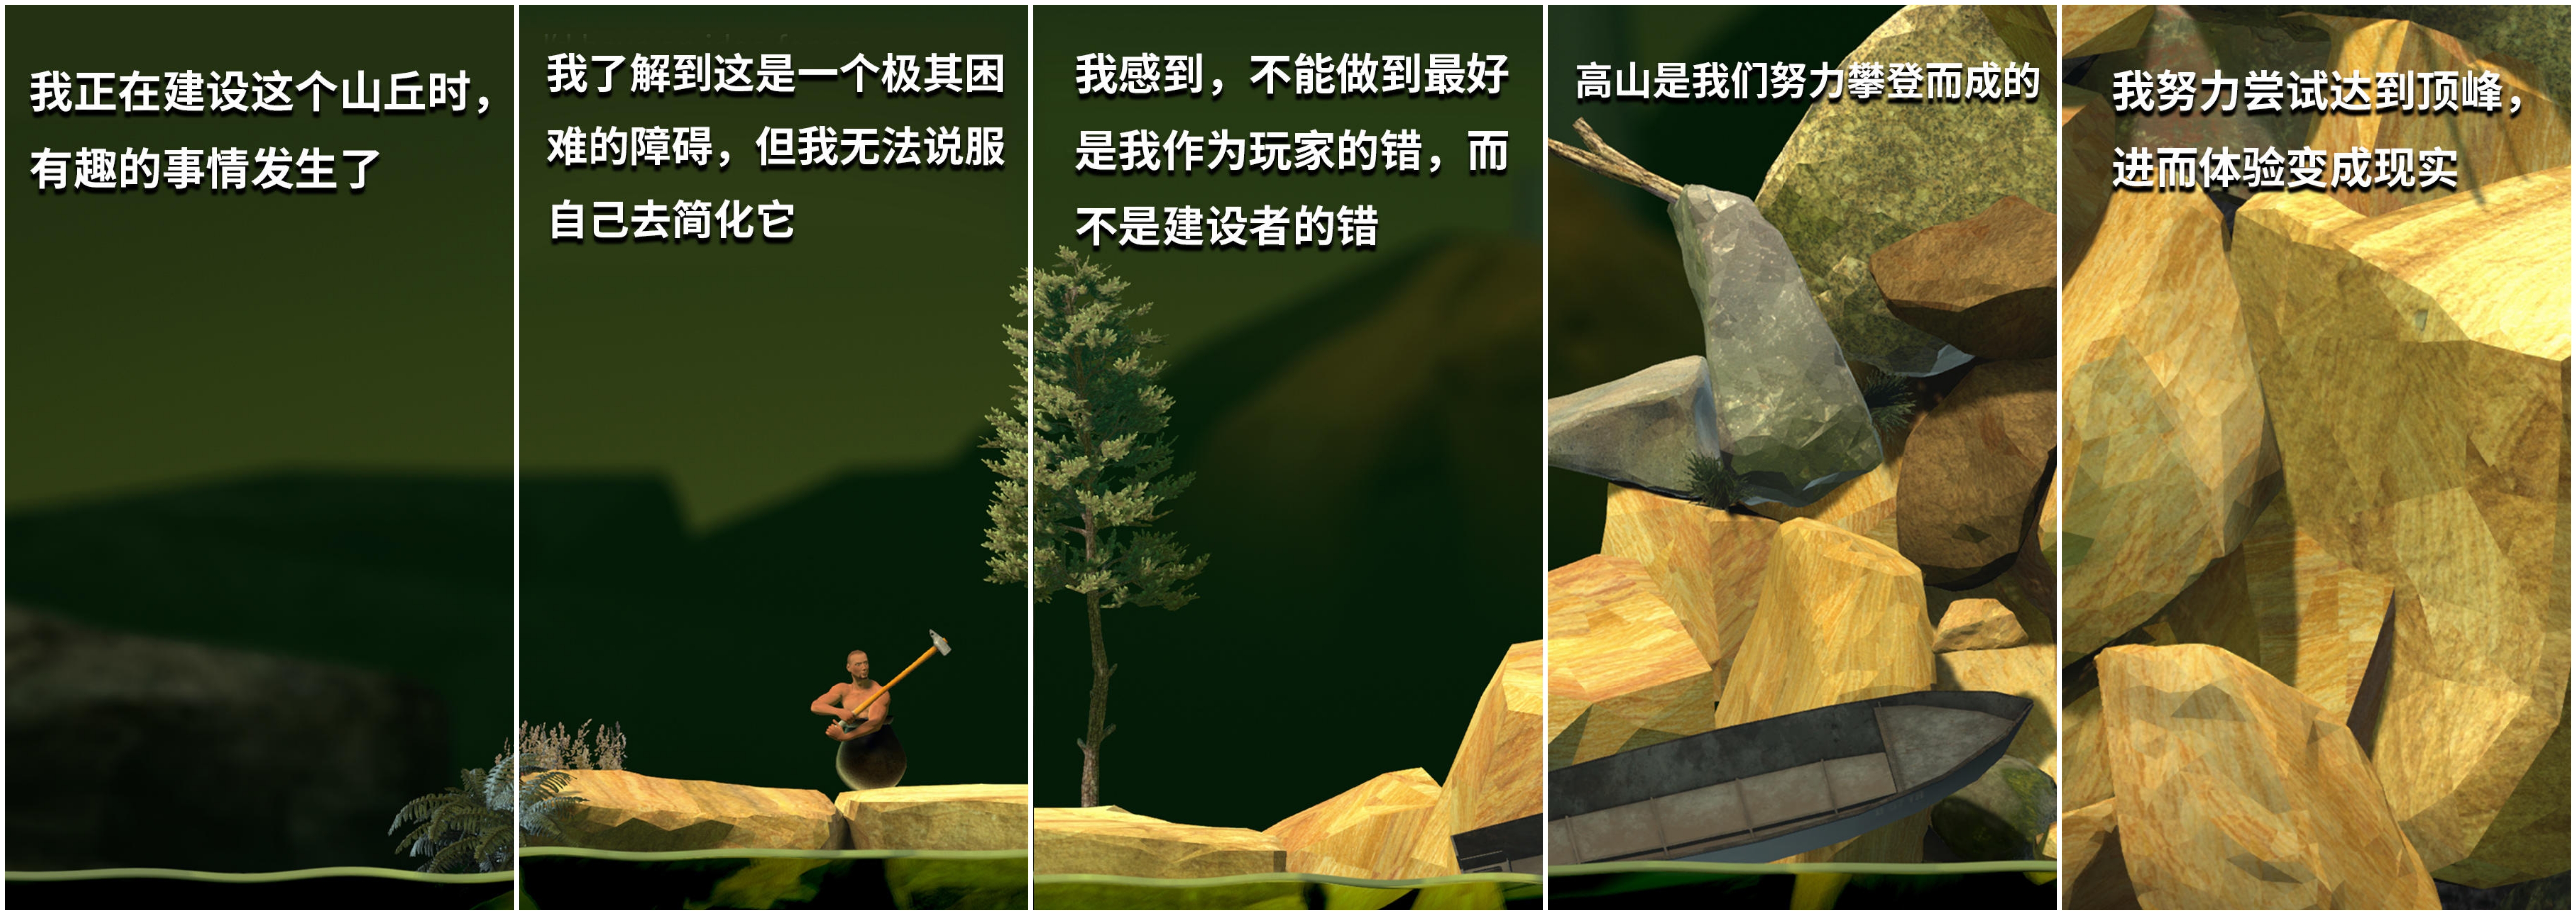 我正在建设这个山丘时，
有趣的事情发生了
我了解到这是一个极其困
难的障碍，但我无法说服
自己去简化它
我感到，不能做到最好
是我作为玩家的错，而
不是建设者的错
高山是我们努力攀登而成的
我努力尝试达到顶峰，
进而体验变成现实